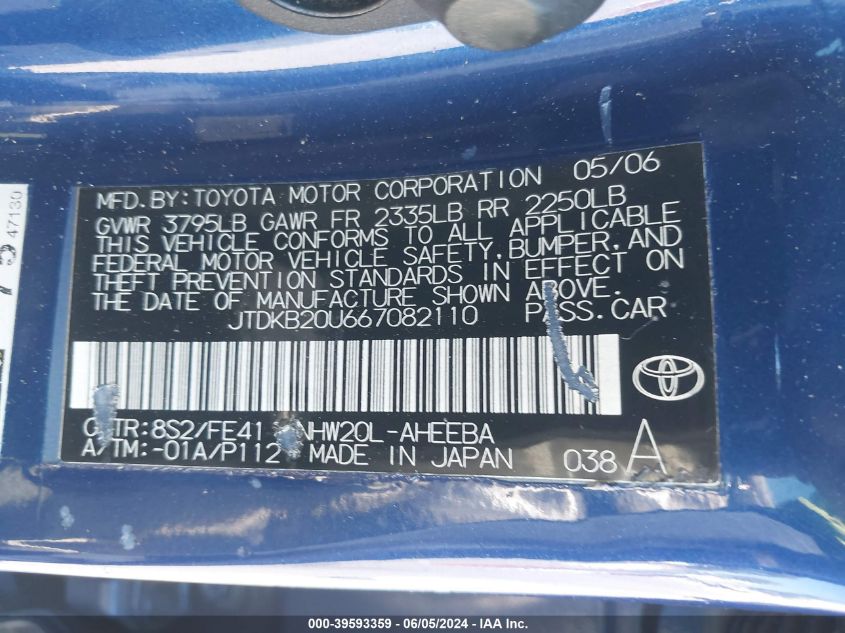 MFD. BY: TOYOTA MOTOR CORPORATION 05/06
GVWR 3795LB GAWR FR 2335LB RR 2250LB
THIS VEHICLE CONFORMS TO ALL APPLICABLE
FEDERAL MOTOR VEHICLE SAFETY, BUMPER, AND
THEFT PREVENTION STANDARDS IN EFFECT ON
THE DATE OF MANUFACTURE SHOWN ABOVE.
JTDKB20U667082110 PASS. CAR
C/TR: 8S2/FE41 NHW20L-AHEEBA
A/TM: -01A/P112 MADE IN JAPAN 038 A
47130
000-39593359 - 06/05/2024 - IAA Inc.